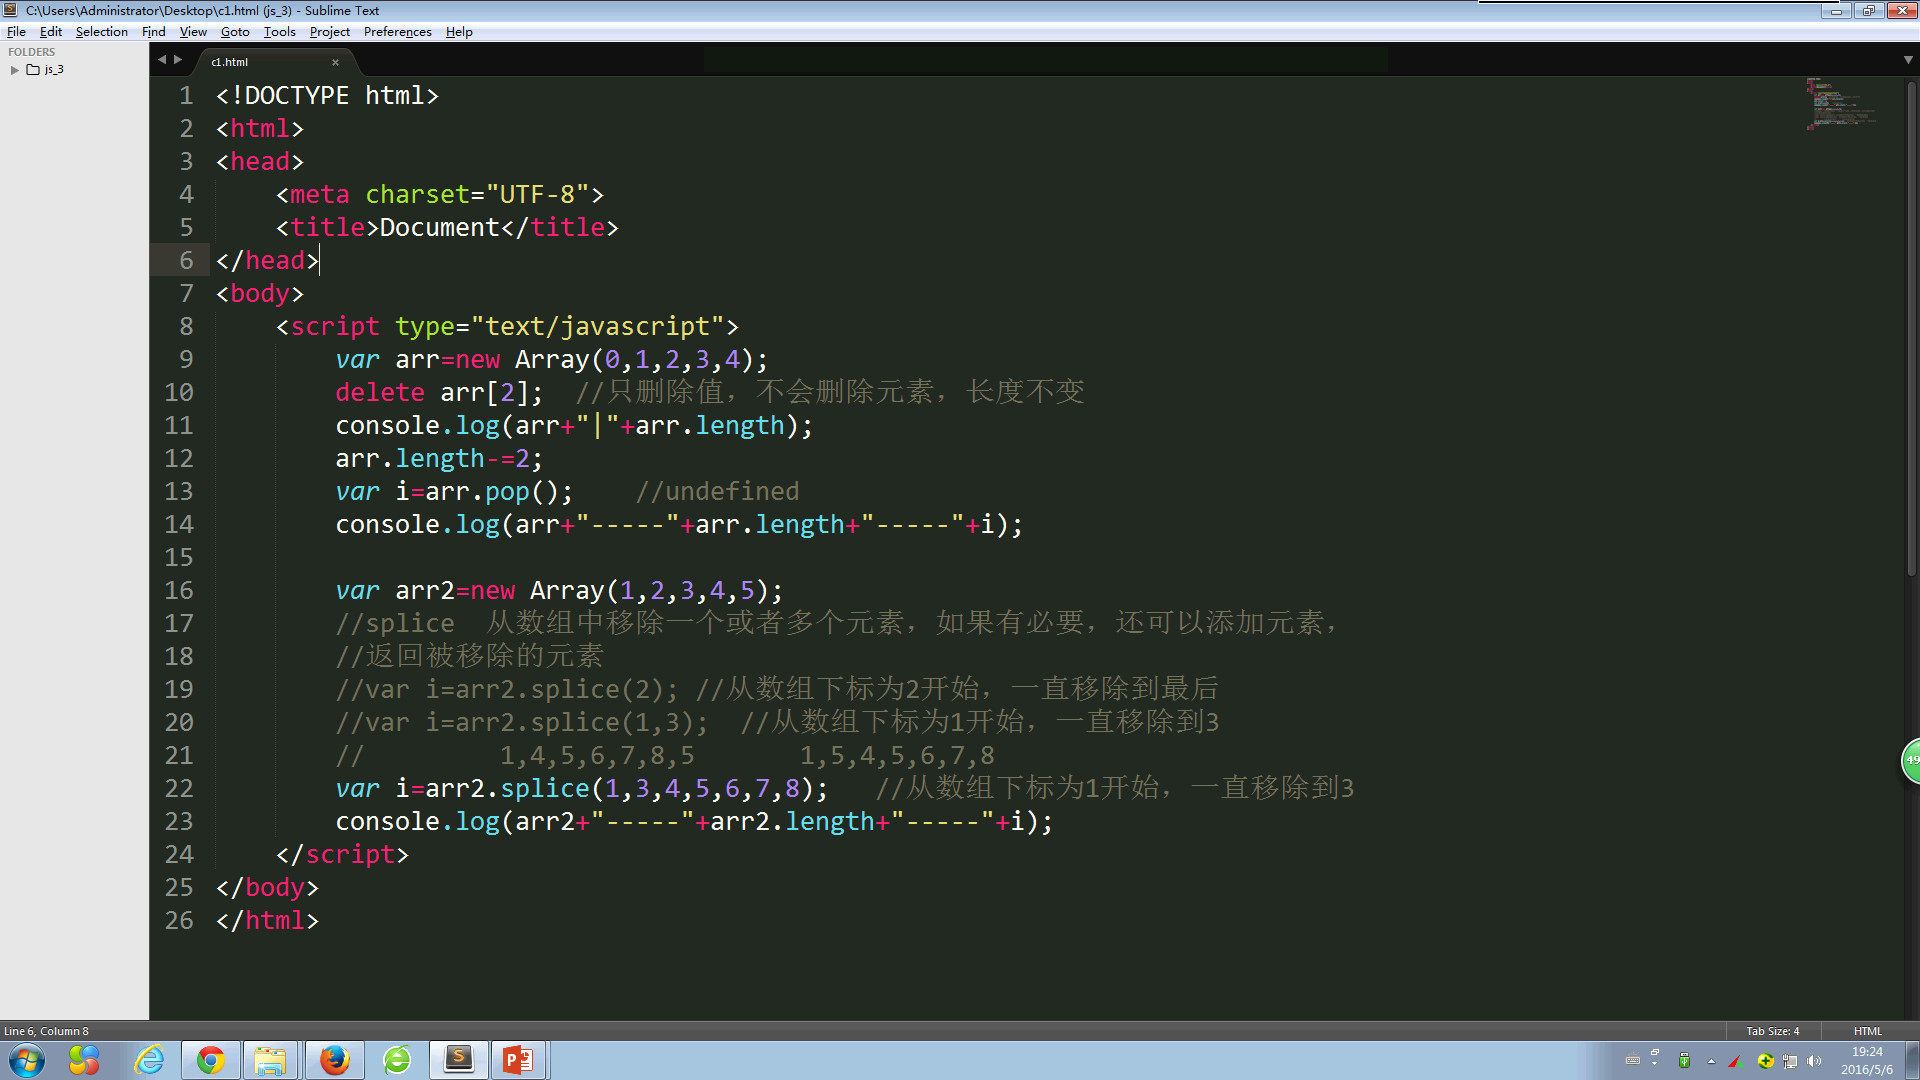 C:\Users\Administrator\Desktop\c1.html (js_3) - Sublime Text
File Edit Selection Find View Goto Tools Project Preferences Help
FOLDERS
js_3
c1.html
1 <!DOCTYPE html>
2 <html>
3 <head>
4     <meta charset="UTF-8">
5     <title>Document</title>
6 </head>
7 <body>
8     <script type="text/javascript">
9         var arr=new Array(0,1,2,3,4);
10         delete arr[2];  //只删除值，不会删除元素，长度不变
11         console.log(arr+"|"+arr.length);
12         arr.length-=2;
13         var i=arr.pop();    //undefined
14         console.log(arr+"-----"+arr.length+"-----"+i);
15
16         var arr2=new Array(1,2,3,4,5);
17         //splice  从数组中移除一个或者多个元素，如果有必要，还可以添加元素，
18         //返回被移除的元素
19         //var i=arr2.splice(2); //从数组下标为2开始，一直移除到最后
20         //var i=arr2.splice(1,3);  //从数组下标为1开始，一直移除到3
21         //         1,4,5,6,7,8,5       1,5,4,5,6,7,8
22         var i=arr2.splice(1,3,4,5,6,7,8);   //从数组下标为1开始，一直移除到3
23         console.log(arr2+"-----"+arr2.length+"-----"+i);
24     </script>
25 </body>
26 </html>
49
Line 6, Column 8
Tab Size: 4
HTML
19:24
2016/5/6